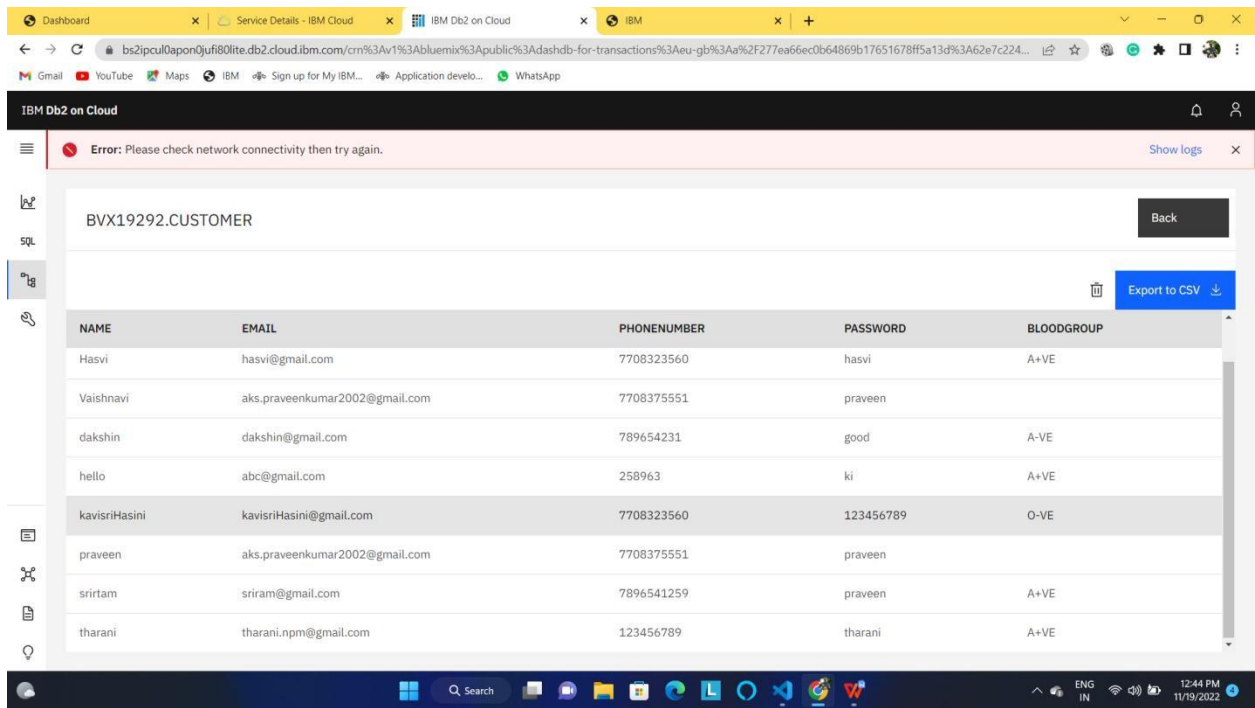 Dashboard Service Details - IBM Cloud IBM Db2 on Cloud IBM
bs2ipcul0apon0jufi80lite.db2.cloud.ibm.com/crn%3Av1%3Abluemix%3Apublic%3Adashdb-for-transactions%3Aeu-gb%3Aa%2F277ea66ec0b64869b17651678ff5a13d%3A62e7c224...
Gmail YouTube Maps IBM Sign up for My IBM... Application develo... WhatsApp
IBM Db2 on Cloud
Error: Please check network connectivity then try again. Show logs
BVX19292.CUSTOMER Back
SQL
Export to CSV
NAME EMAIL PHONENUMBER PASSWORD BLOODGROUP
Hasvi hasvi@gmail.com 7708323560 hasvi A+VE
Vaishnavi aks.praveenkumar2002@gmail.com 7708375551 praveen
dakshin dakshin@gmail.com 789654231 good A-VE
hello abc@gmail.com 258963 ki A+VE
kavisriHasini kavisriHasini@gmail.com 7708323560 123456789 O-VE
praveen aks.praveenkumar2002@gmail.com 7708375551 praveen
srirtam sriram@gmail.com 7896541259 praveen A+VE
tharani tharani.npm@gmail.com 123456789 tharani A+VE
Search ENG IN 12:44 PM 11/19/2022 4